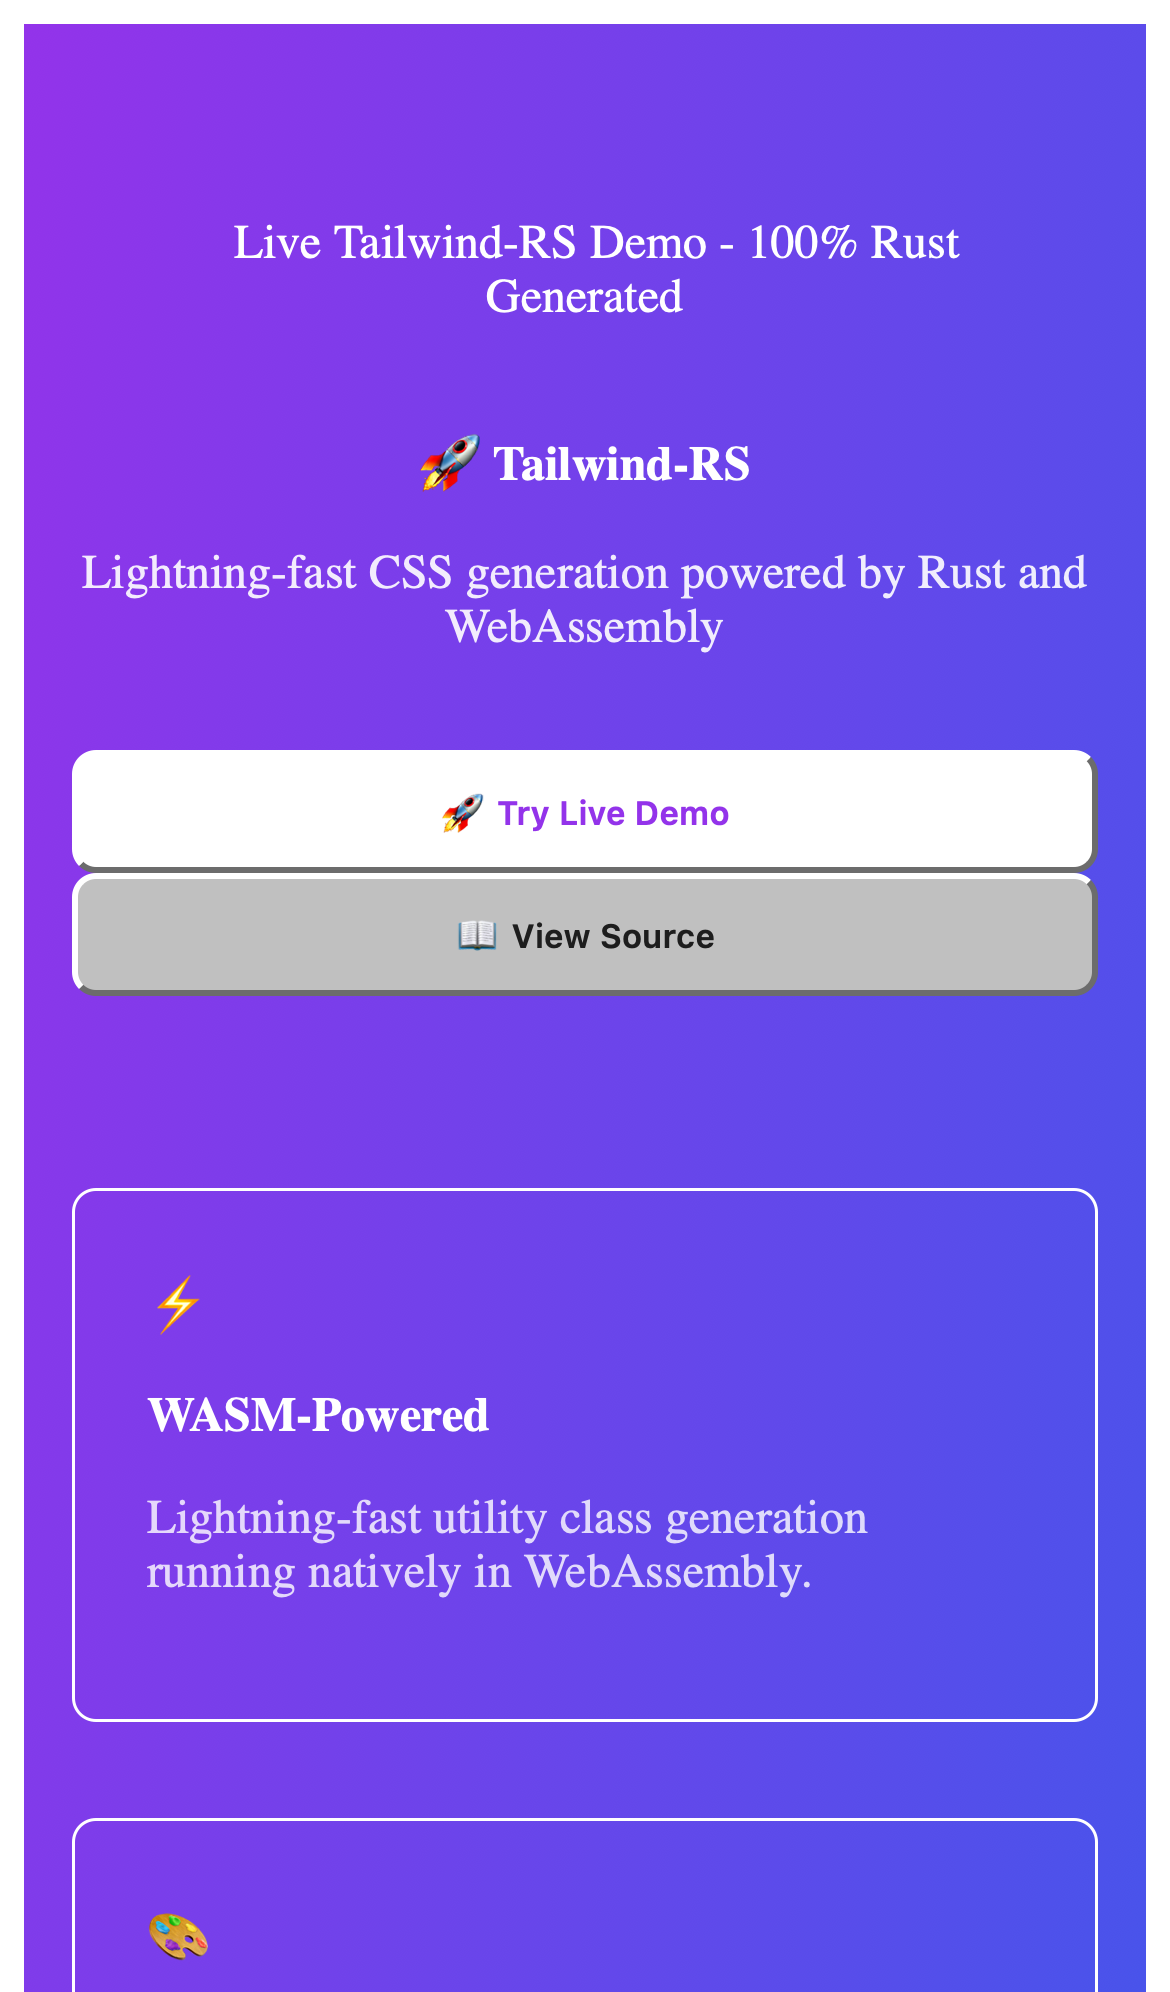 Live Tailwind-RS Demo - 100% Rust
Generated
🚀 Tailwind-RS
Lightning-fast CSS generation powered by Rust and
WebAssembly
🚀 Try Live Demo
📖 View Source
⚡
WASM-Powered
Lightning-fast utility class generation
running natively in WebAssembly.
🎨